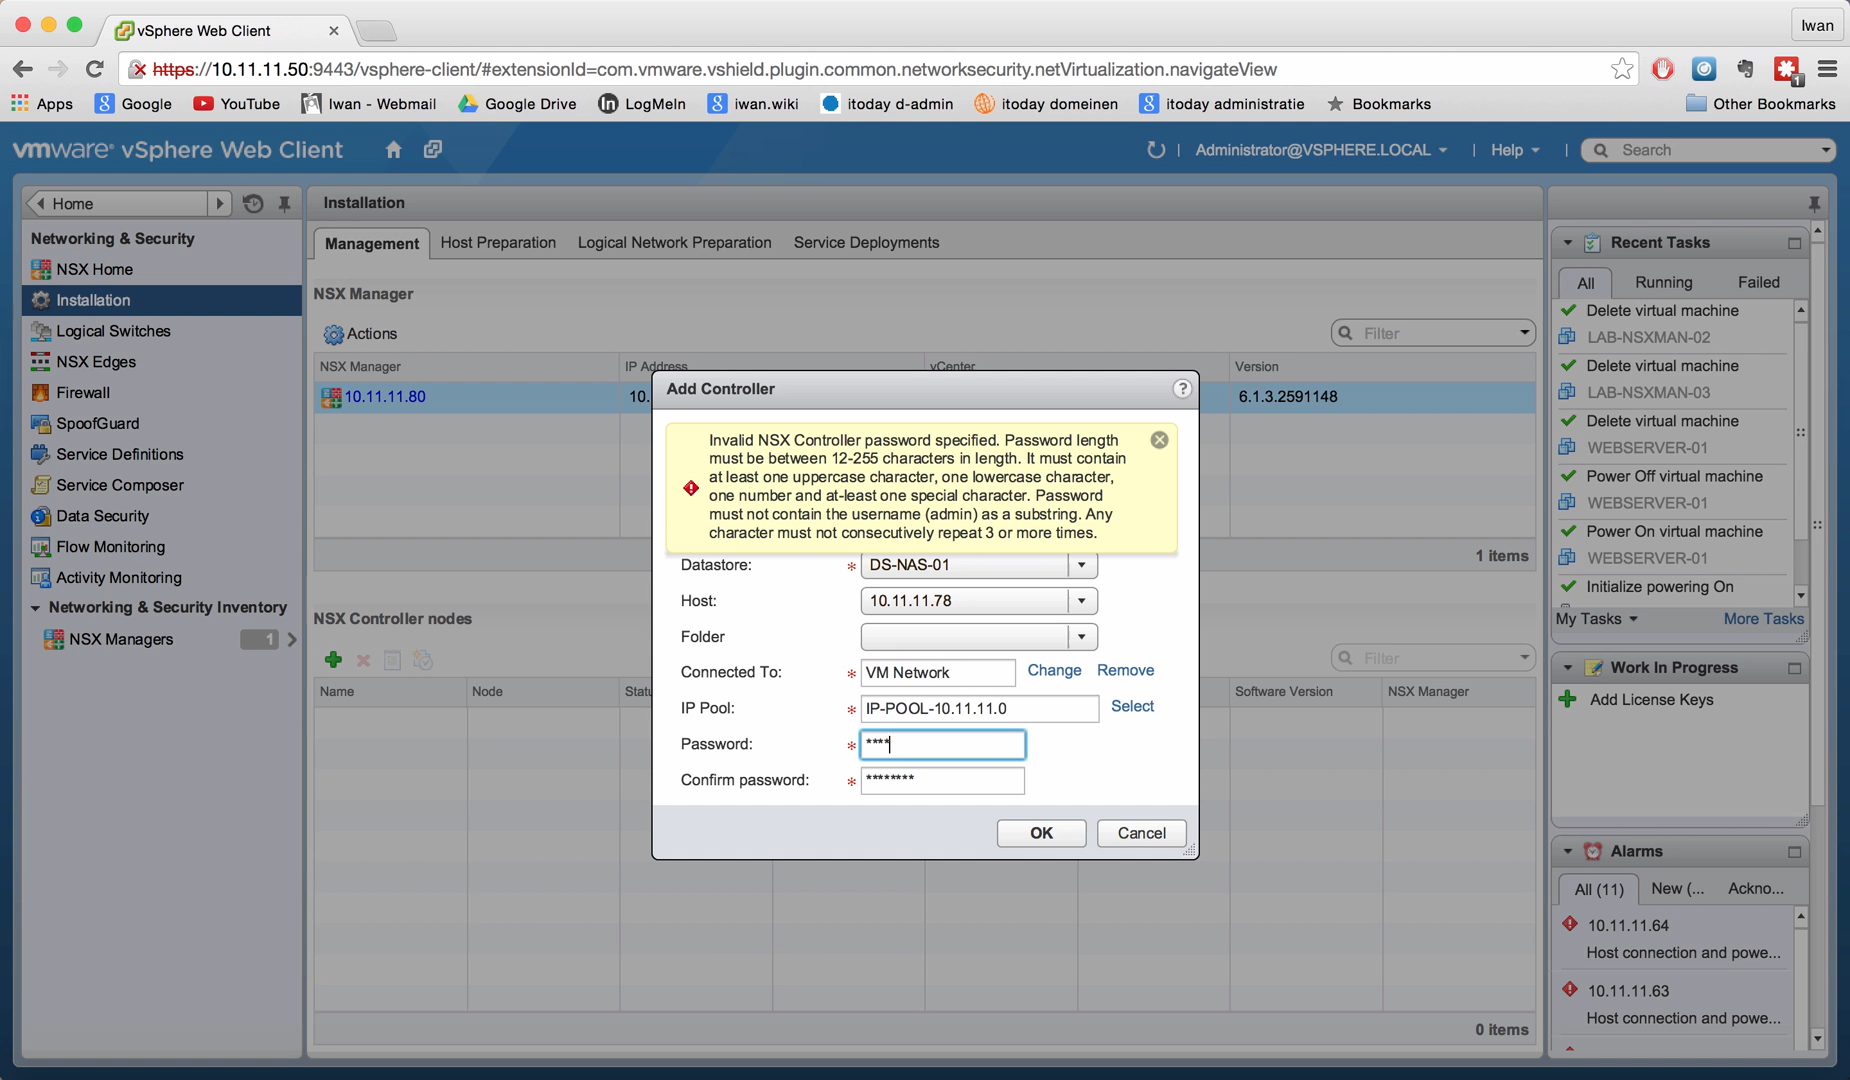 vSphere Web Client
Iwan
https://10.11.11.50:9443/vsphere-client/#extensionId=com.vmware.vshield.plugin.common.networksecurity.netVirtualization.navigateView
1
Apps Google YouTube Iwan - Webmail Google Drive LogMeIn iwan.wiki itoday d-admin itoday domeinen itoday administratie Bookmarks Other Bookmarks
vmware vSphere Web Client
Administrator@VSPHERE.LOCAL Help Search
Home
Networking & Security
NSX Home
Installation
Logical Switches
NSX Edges
Firewall
SpoofGuard
Service Definitions
Service Composer
Data Security
Flow Monitoring
Activity Monitoring
Networking & Security Inventory
NSX Managers 1
Installation
Management Host Preparation Logical Network Preparation Service Deployments
NSX Manager
Actions
Filter
NSX Manager IP Address vCenter Version
10.11.11.80 10. 6.1.3.2591148
1 items
NSX Controller nodes
Filter
Name Node Statu Software Version NSX Manager
0 items
Add Controller
?
Invalid NSX Controller password specified. Password length
must be between 12-255 characters in length. It must contain
at least one uppercase character, one lowercase character,
one number and at-least one special character. Password
must not contain the username (admin) as a substring. Any
character must not consecutively repeat 3 or more times.
Datastore: * DS-NAS-01
Host: * 10.11.11.78
Folder
Connected To: * VM Network Change Remove
IP Pool: * IP-POOL-10.11.11.0 Select
Password: * ****
Confirm password: * ********
OK Cancel
Recent Tasks
All Running Failed
Delete virtual machine
LAB-NSXMAN-02
Delete virtual machine
LAB-NSXMAN-03
Delete virtual machine
WEBSERVER-01
Power Off virtual machine
WEBSERVER-01
Power On virtual machine
WEBSERVER-01
Initialize powering On
My Tasks More Tasks
Work In Progress
Add License Keys
Alarms
All (11) New (... Ackno...
10.11.11.64
Host connection and powe...
10.11.11.63
Host connection and powe...